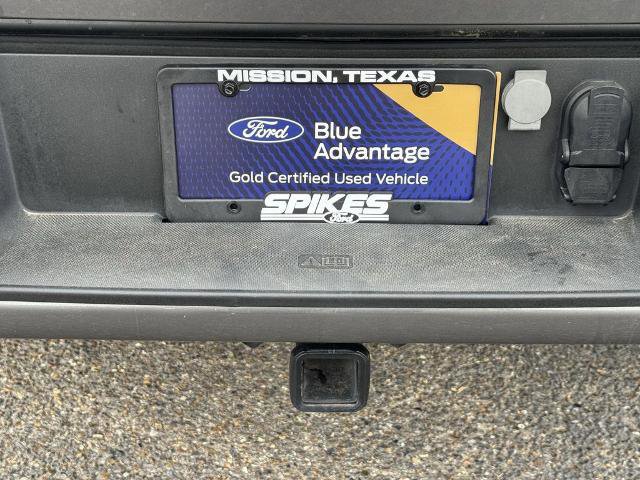 MISSION, TEXAS
Ford
Blue
Advantage
Gold Certified Used Vehicle
SPIKES
Ford